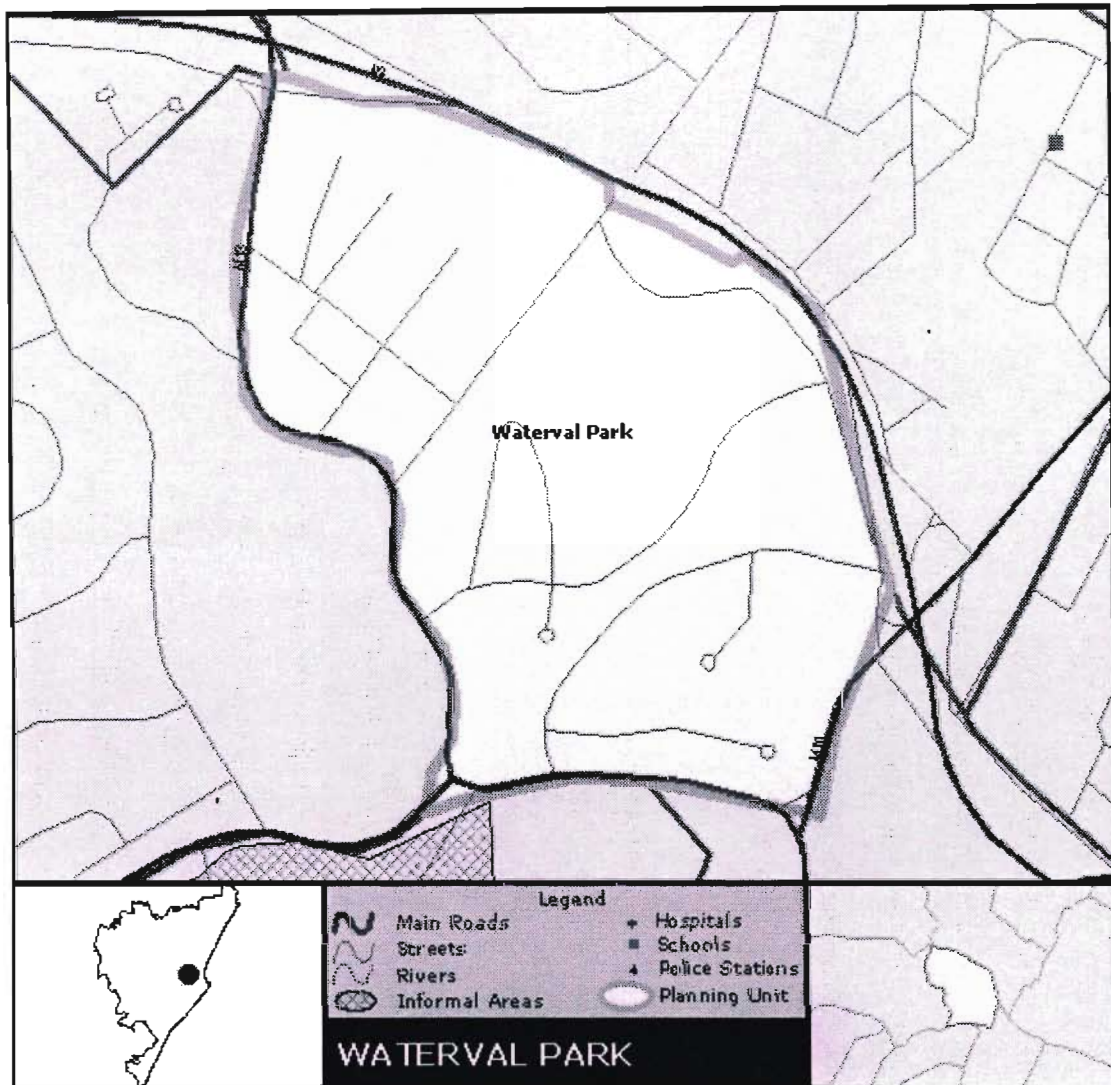 Waterval Park
Legend
Main Roads
Streets
Rivers
Informal Areas
Hospitals
Schools
Police Stations
Planning Unit
WATERVAL PARK